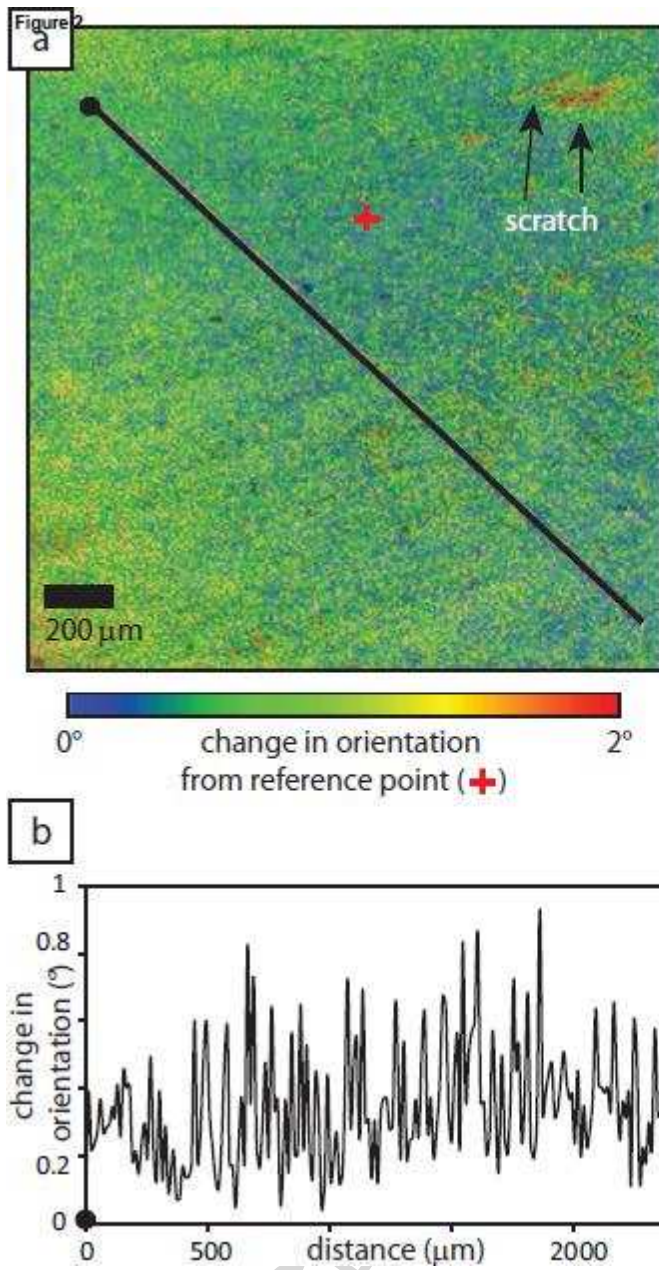 Figure 2
a
scratch
200 µm
0°
2°
change in orientation
from reference point (+)
b
1
0.8
0.2
0
change in
orientation (°)
0
500
distance (µm)
2000